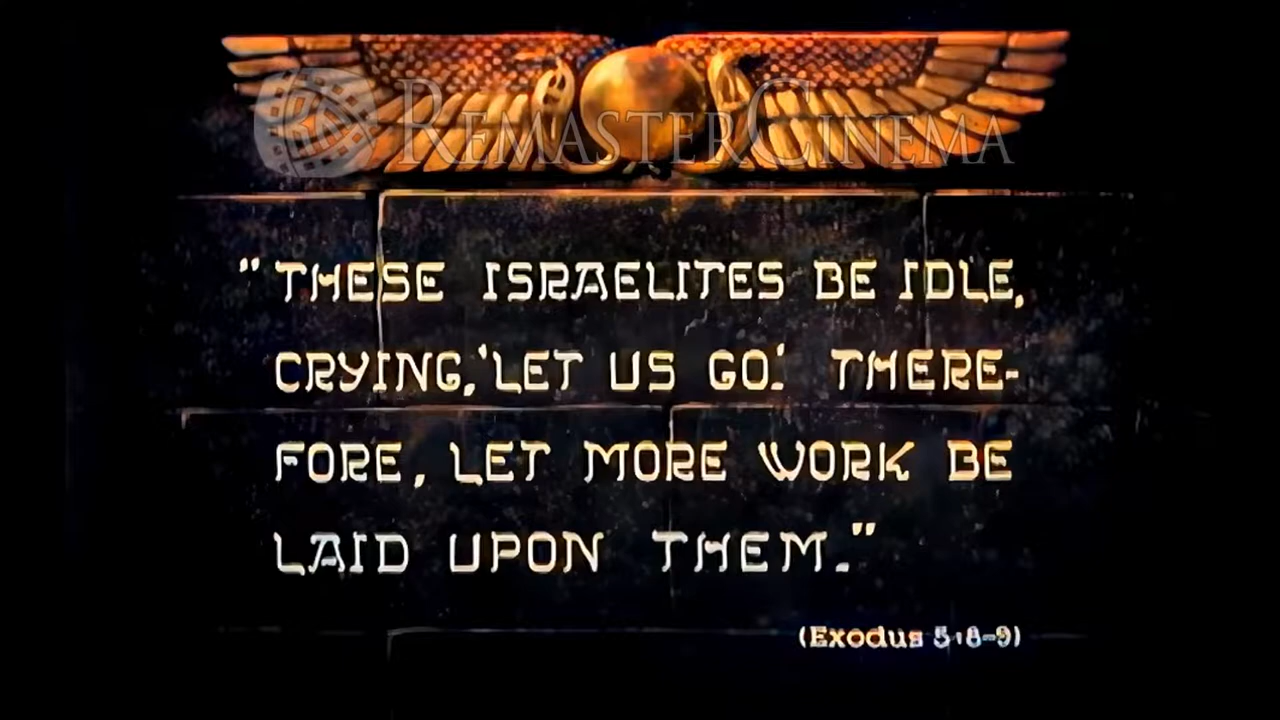 REMASTERCINEMA
"THESE ISRAELITES BE IDLE,
CRYING, 'LET US GO.' THERE-
FORE, LET MORE WORK BE
LAID UPON THEM."
(Exodus 5:8-9)